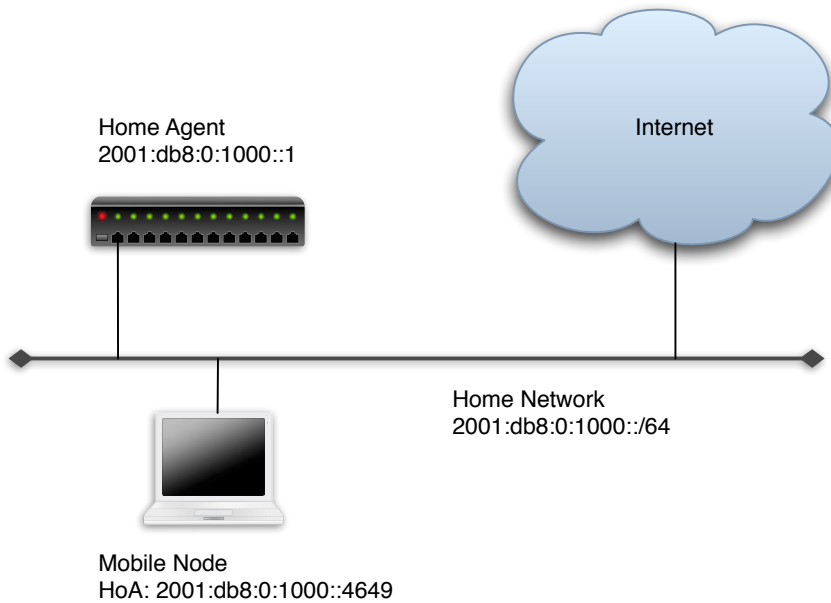 Home Agent
2001:db8:0:1000::1
Internet
Home Network
2001:db8:0:1000::/64
Mobile Node
HoA: 2001:db8:0:1000::4649